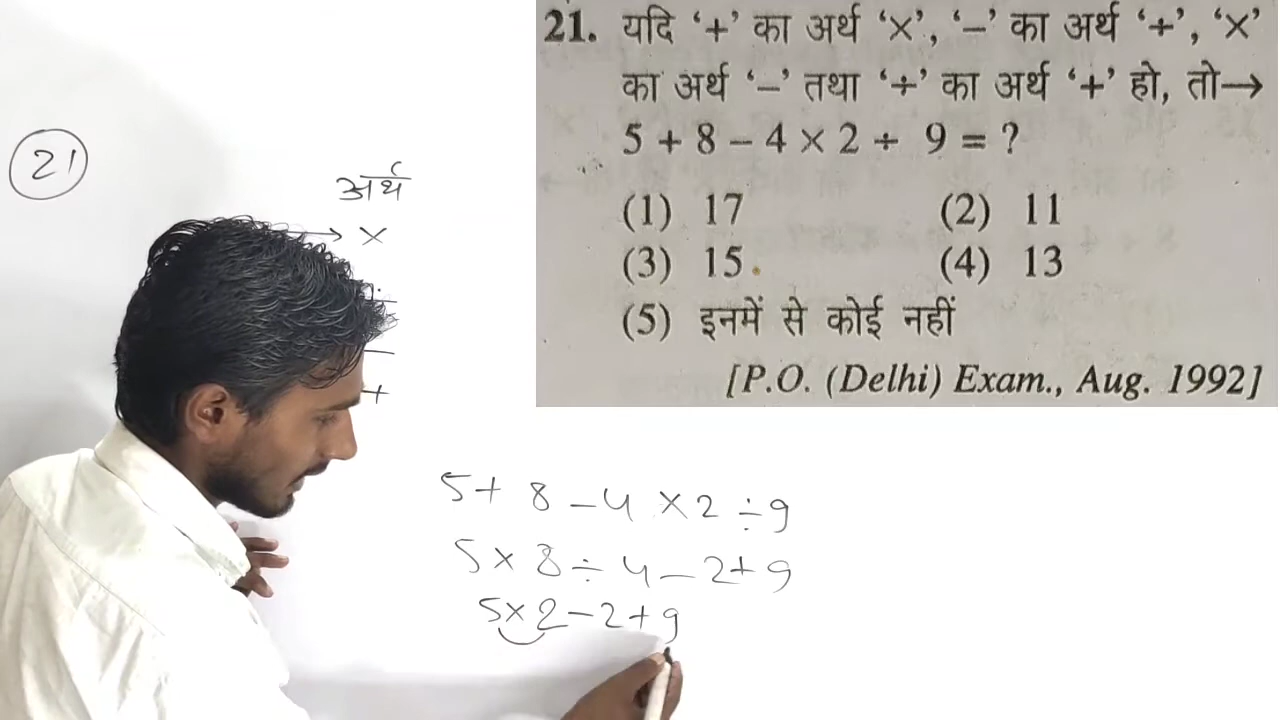 21. यदि ‘+’ का अर्थ ‘×’, ‘–’ का अर्थ ‘÷’, ‘×’
का अर्थ ‘–’ तथा ‘÷’ का अर्थ ‘+’ हो, तो→
5 + 8 – 4 × 2 ÷ 9 = ?
(1) 17 (2) 11
(3) 15 (4) 13
(5) इनमें से कोई नहीं
[P.O. (Delhi) Exam., Aug. 1992]
21
अर्थ
→ ×
÷
–
+
5 + 8 – 4 × 2 ÷ 9
5 × 8 ÷ 4 – 2 + 9
5 × 2 – 2 + 9